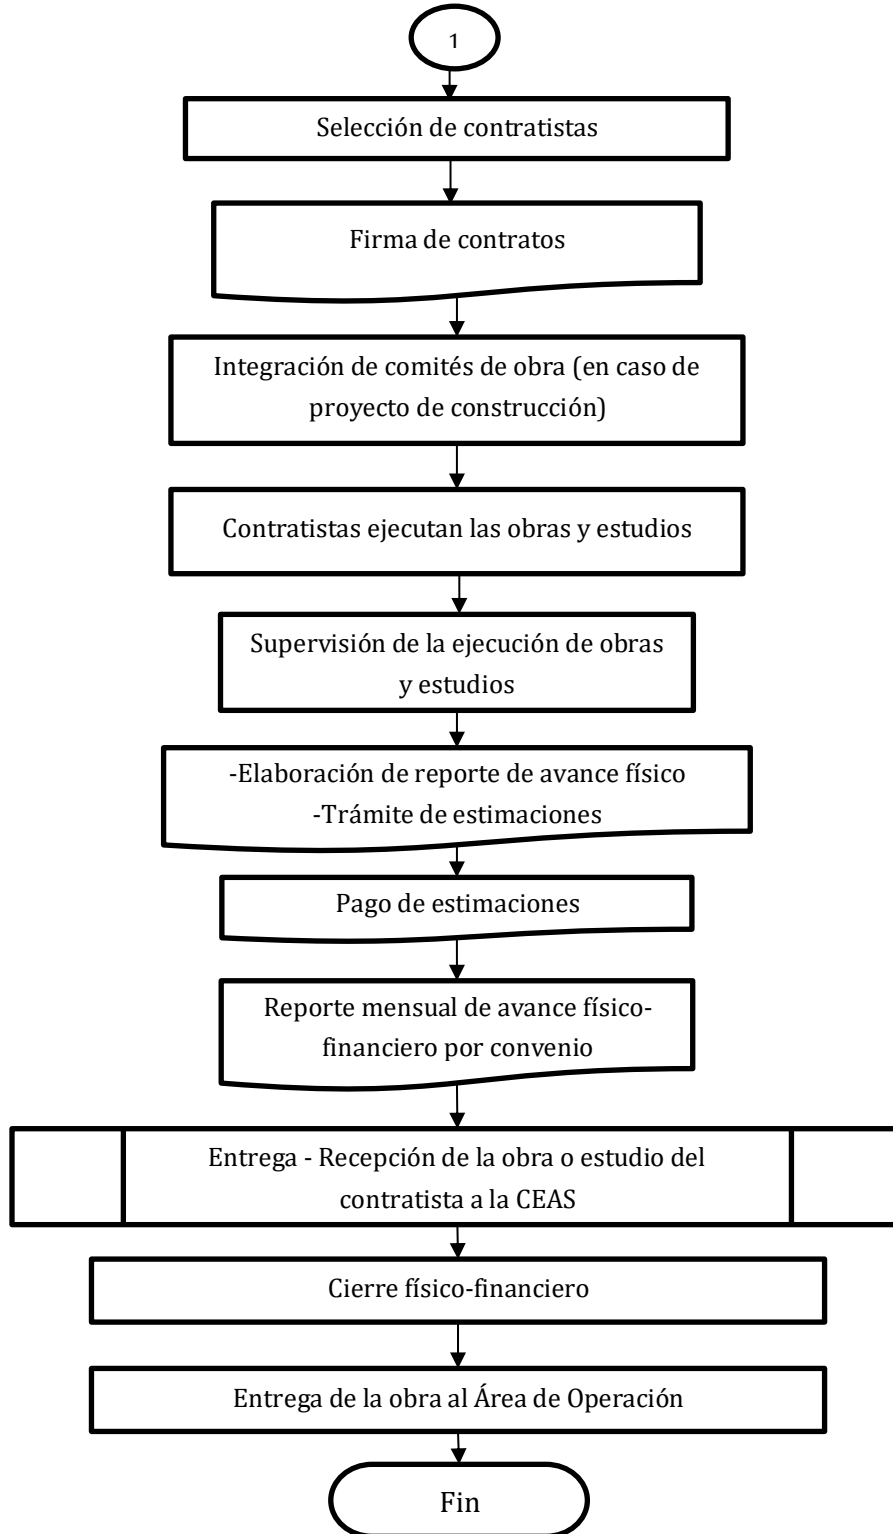 1
Selección de contratistas
Firma de contratos
Integración de comités de obra (en caso de
proyecto de construcción)
Contratistas ejecutan las obras y estudios
Supervisión de la ejecución de obras
y estudios
-Elaboración de reporte de avance físico
-Trámite de estimaciones
Pago de estimaciones
Reporte mensual de avance físico-
financiero por convenio
Entrega - Recepción de la obra o estudio del
contratista a la CEAS
Cierre físico-financiero
Entrega de la obra al Área de Operación
Fin